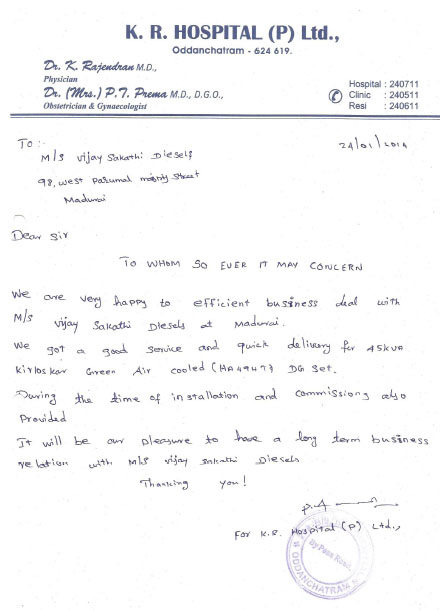 K. R. HOSPITAL (P) Ltd.,
Oddanchatram - 624 619.
Dr. K. Rajendran M.D.,
Physician
Dr. (Mrs.) P.T. Prema M.D., D.G.O.,
Obstetrician & Gynaecologist
Hospital : 240711
Clinic : 240511
Resi : 240611
To :-
24/01/2014
M/s Vijay Sakathi Diesels
98, west Perumal mistry Street
Madurai
Dear Sir
TO WHOM SO EVER IT MAY CONCERN
We are very happy to efficient business deal with
M/s Vijay Sakathi Diesels at Madurai.
We got a good service and quick delivery for 45kva
kirloskar Green Air cooled (HA494T) DG Set.
During the time of installation and commissiong also
Provided
It will be our pleasure to have a long term business
relation with M/s vijay sakathi Diesels
Thanking you!
For K.R. Hospital (P) Ltd.,
ODDANCHATRAM